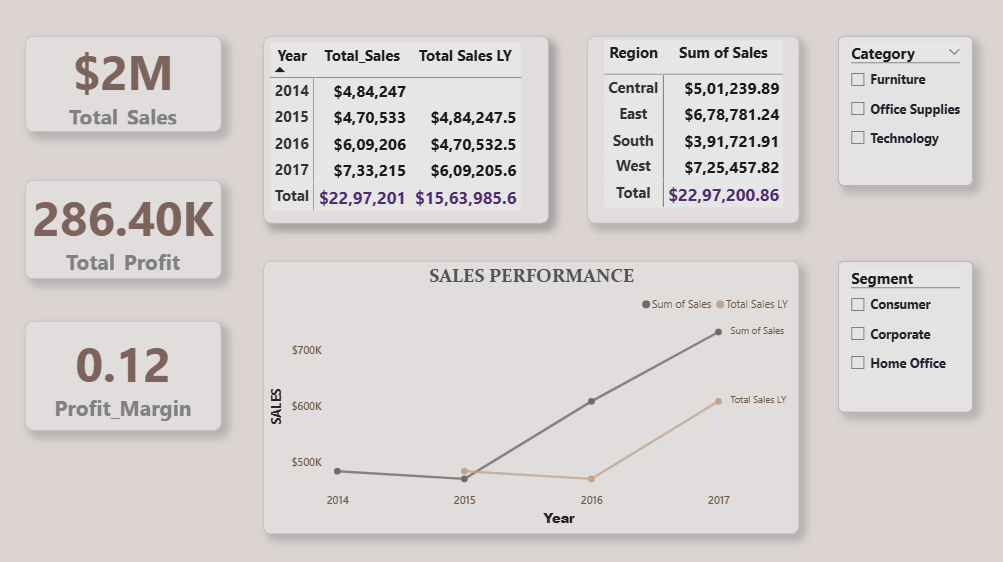 $2M
Total Sales
286.40K
Total Profit
0.12
Profit_Margin
Year Total_Sales Total Sales LY
2014 $4,84,247
2015 $4,70,533 $4,84,247.5
2016 $6,09,206 $4,70,532.5
2017 $7,33,215 $6,09,205.6
Total $22,97,201 $15,63,985.6
Region Sum of Sales
Central $5,01,239.89
East $6,78,781.24
South $3,91,721.91
West $7,25,457.82
Total $22,97,200.86
Category
Furniture
Office Supplies
Technology
SALES PERFORMANCE
Sum of Sales Total Sales LY
Sum of Sales
$700K
Total Sales LY
$600K
SALES
$500K
2014 2015 2016 2017
Year
Segment
Consumer
Corporate
Home Office